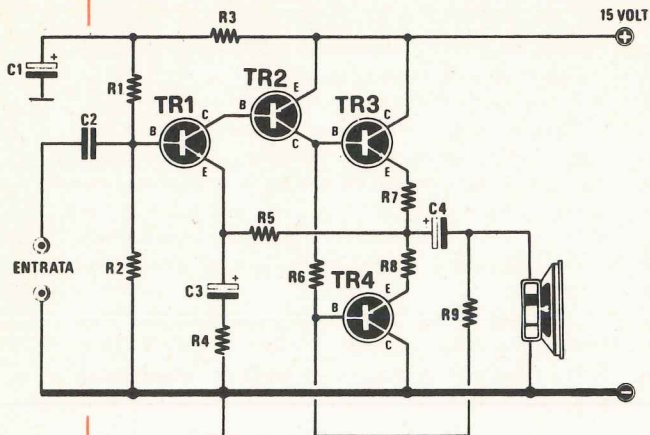 15 VOLT
R3
C1
+
R1
TR2
E
B
C
TR1
C
B
E
TR3
C
B
E
C2
R7
C4
+
R5
ENTRATA
R2
C3
+
R6
TR4
E
B
C
R8
R9
R4
+
−